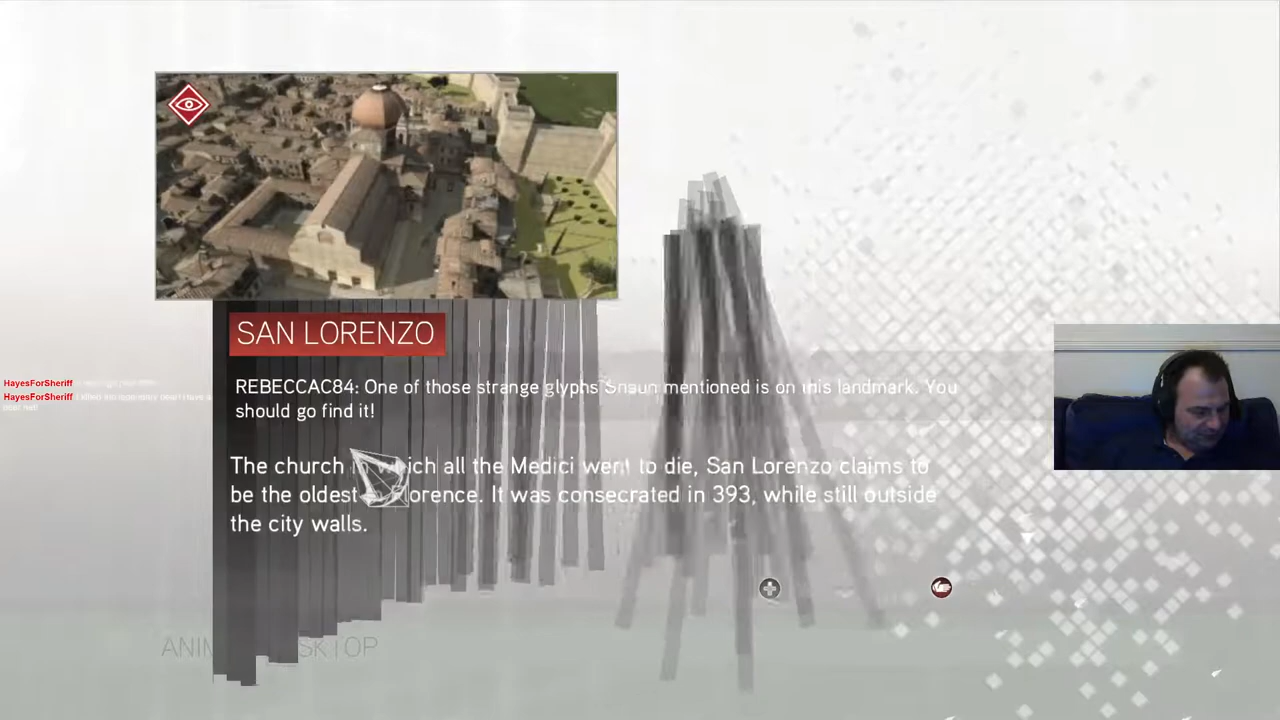 SAN LORENZO
REBECCAC84: One of those strange glyphs Shaun mentioned is on this landmark. You
should go find it!
The church in which all the Medici went to die, San Lorenzo claims to
be the oldest in Florence. It was consecrated in 393, while still outside
the city walls.
HayesForSheriff
HayesForSheriff